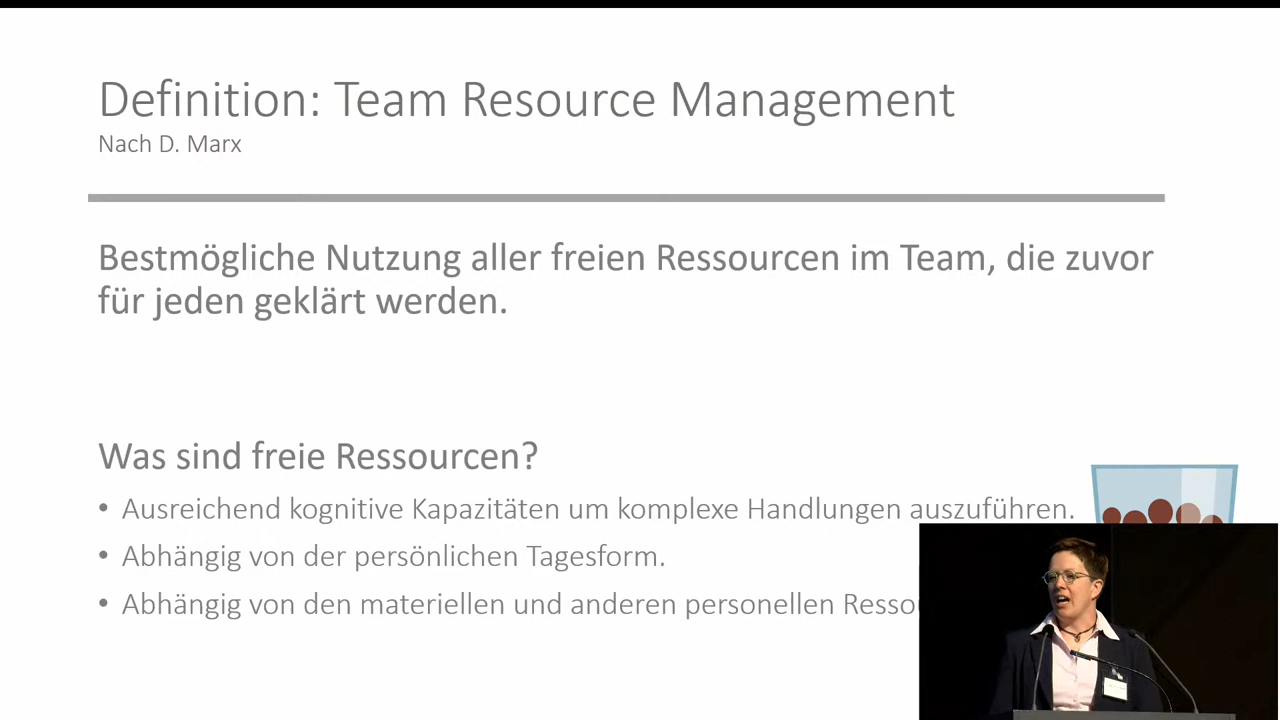 Definition: Team Resource Management
Nach D. Marx
Bestmögliche Nutzung aller freien Ressourcen im Team, die zuvor
für jeden geklärt werden.
Was sind freie Ressourcen?
• Ausreichend kognitive Kapazitäten um komplexe Handlungen auszuführen.
• Abhängig von der persönlichen Tagesform.
• Abhängig von den materiellen und anderen personellen